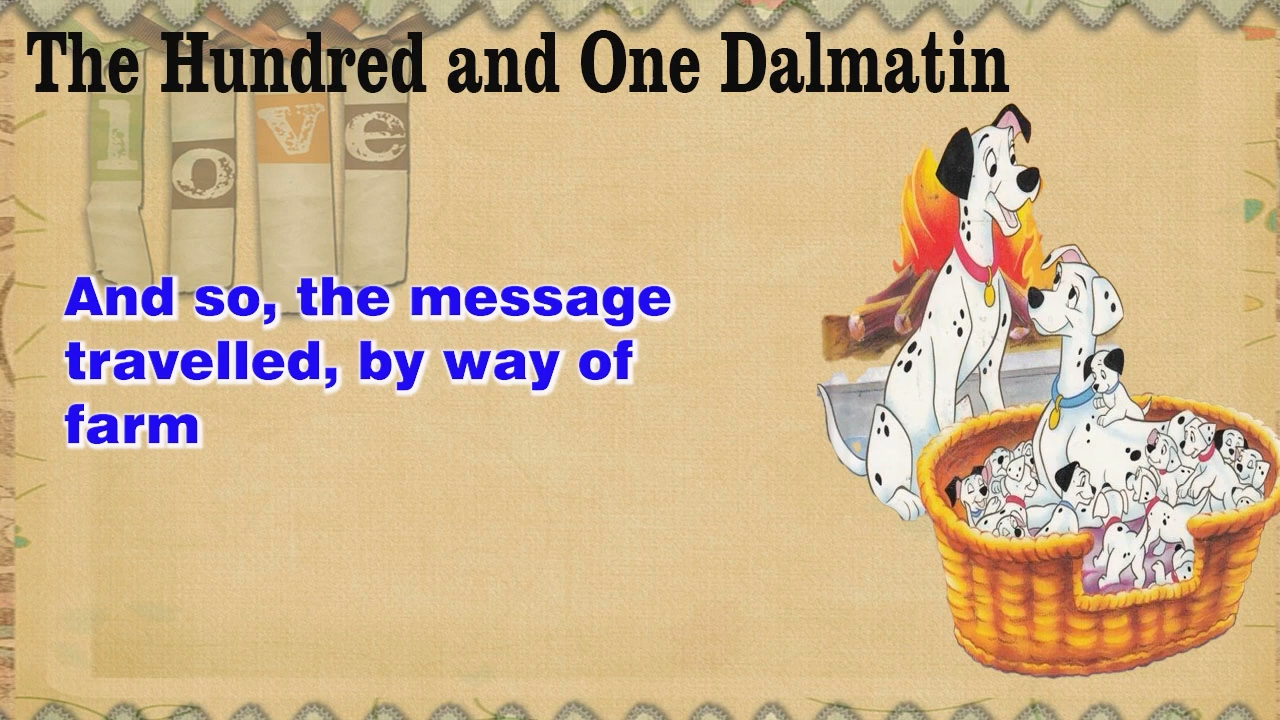 The Hundred and One Dalmatin
love
And so, the message
travelled, by way of
farm